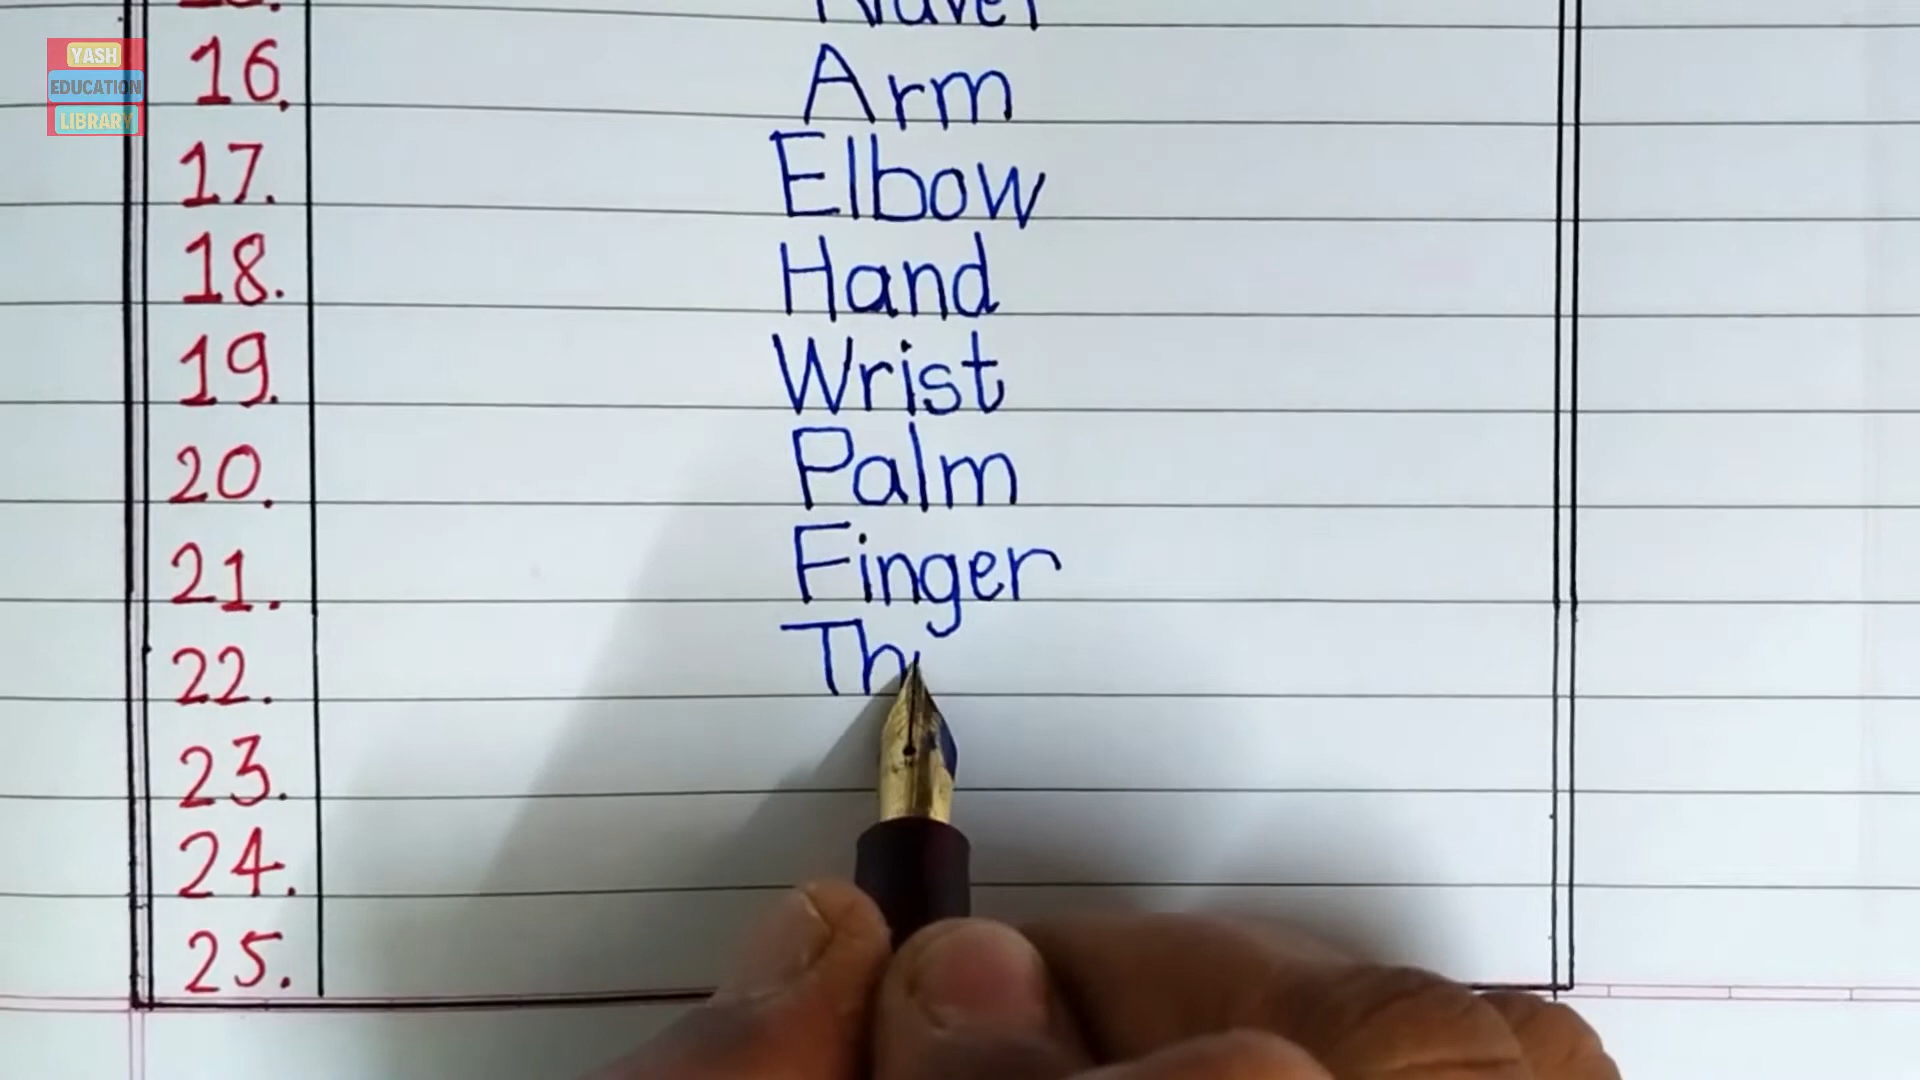 YASH
EDUCATION
LIBRARY
16. Arm
17. Elbow
18. Hand
19. Wrist
20. Palm
21. Finger
22. Th
23.
24.
25.